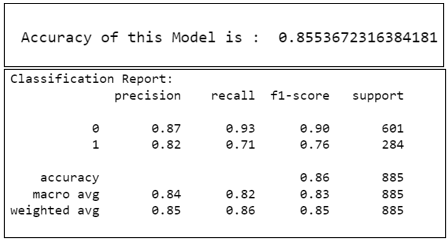 Accuracy of this Model is :  0.8553672316384181
Classification Report:
precision recall f1-score support
0 0.87 0.93 0.90 601
1 0.82 0.71 0.76 284
accuracy 0.86 885
macro avg 0.84 0.82 0.83 885
weighted avg 0.85 0.86 0.85 885